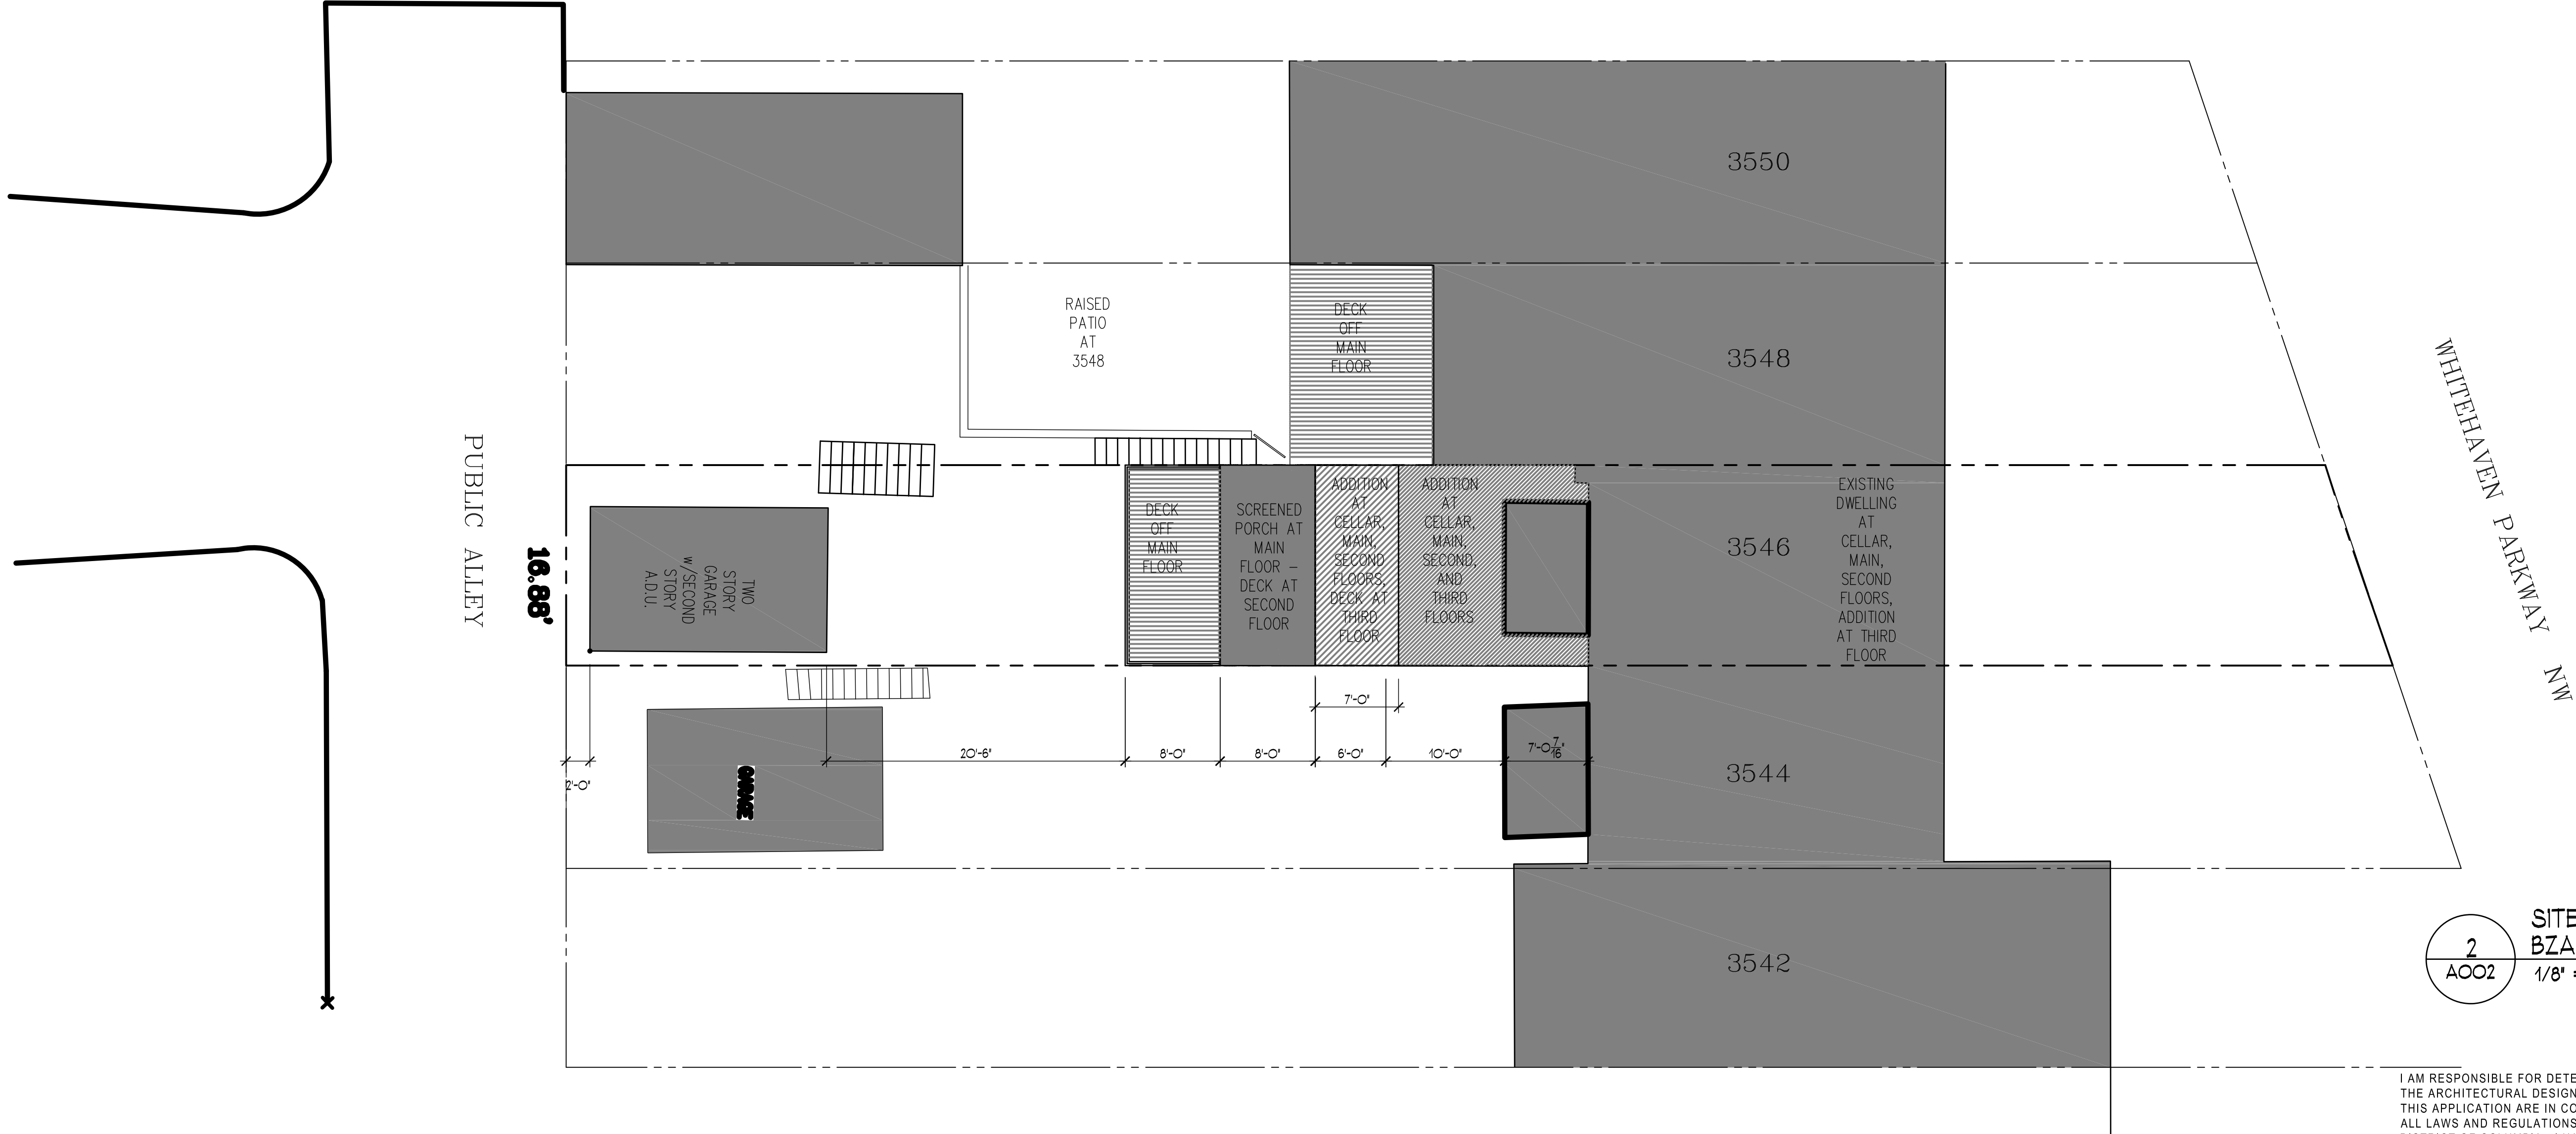 3550
RAISED
PATIO
AT
3548
DECK
OFF
MAIN
FLOOR
3548
WHITEHAVEN PARKWAY NW
PUBLIC ALLEY
16.88'
TWO
STORY
GARAGE
w/SECOND
STORY
A.D.U.
DECK
OFF
MAIN
FLOOR
SCREENED
PORCH AT
MAIN
FLOOR –
DECK AT
SECOND
FLOOR
ADDITION
AT
CELLAR,
MAIN,
SECOND
FLOORS,
DECK AT
THIRD
FLOOR
ADDITION
AT
CELLAR,
MAIN,
SECOND,
AND
THIRD
FLOORS
3546
EXISTING
DWELLING
AT
CELLAR,
MAIN,
SECOND
FLOORS,
ADDITION
AT THIRD
FLOOR
7'-0"
2'-0"
20'-6"
8'-0"
8'-0"
6'-0"
10'-0"
7'-0 7/16"
GARAGE
3544
3542
2
A002
SITE
BZA
1/8" =
I AM RESPONSIBLE FOR DETE
THE ARCHITECTURAL DESIGN
THIS APPLICATION ARE IN CO
ALL LAWS AND REGULATIONS